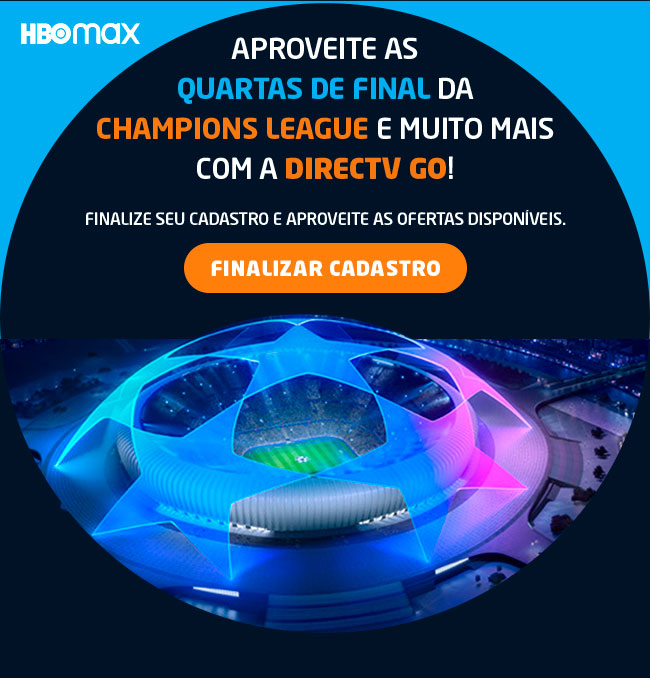 HBOMAX
APROVEITE AS
QUARTAS DE FINAL DA
CHAMPIONS LEAGUE E MUITO MAIS
COM A DIRECTV GO!
FINALIZE SEU CADASTRO E APROVEITE AS OFERTAS DISPONÍVEIS.
FINALIZAR CADASTRO